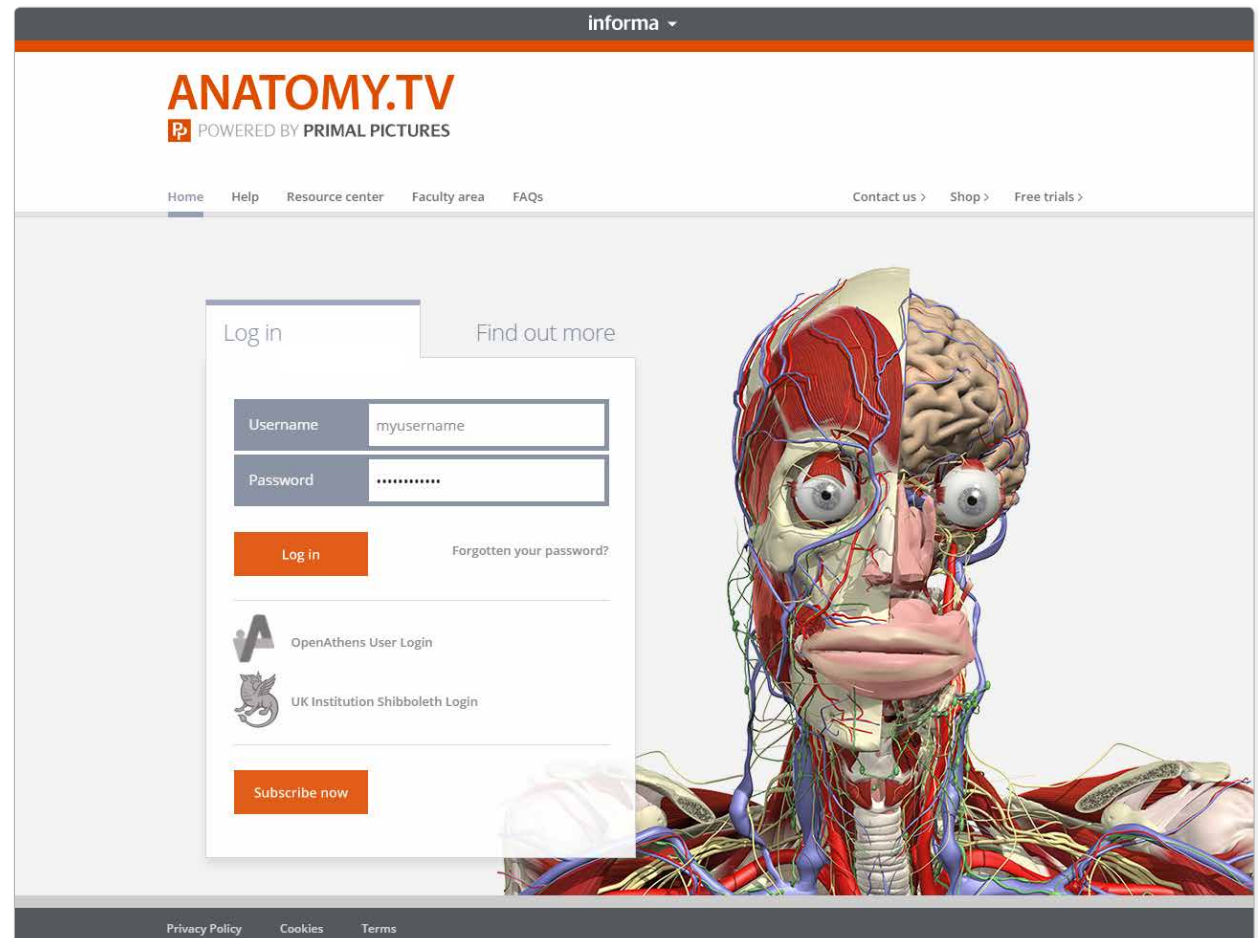 informa
ANATOMY.TV
POWERED BY PRIMAL PICTURES
Home Help Resource center Faculty area FAQs Contact us > Shop > Free trials >
Log in Find out more
Username myusername
Password ••••••••••••
Log in Forgotten your password?
OpenAthens User Login
UK Institution Shibboleth Login
Subscribe now
Privacy Policy Cookies Terms